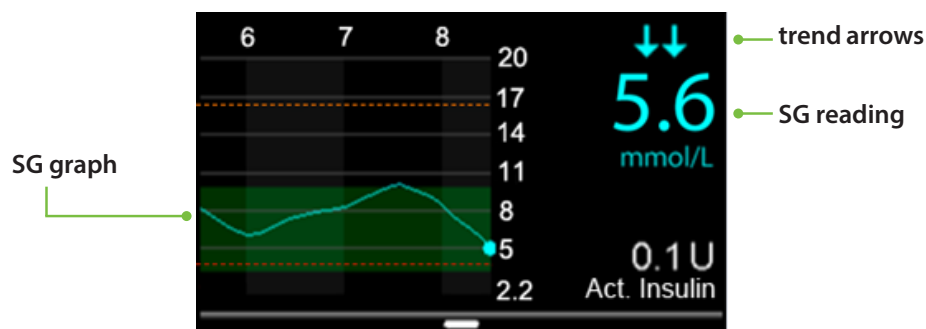 6 7 8
20
17
14
11
8
5
2.2
↓↓
5.6
mmol/L
0.1 U
Act. Insulin
trend arrows
SG reading
SG graph